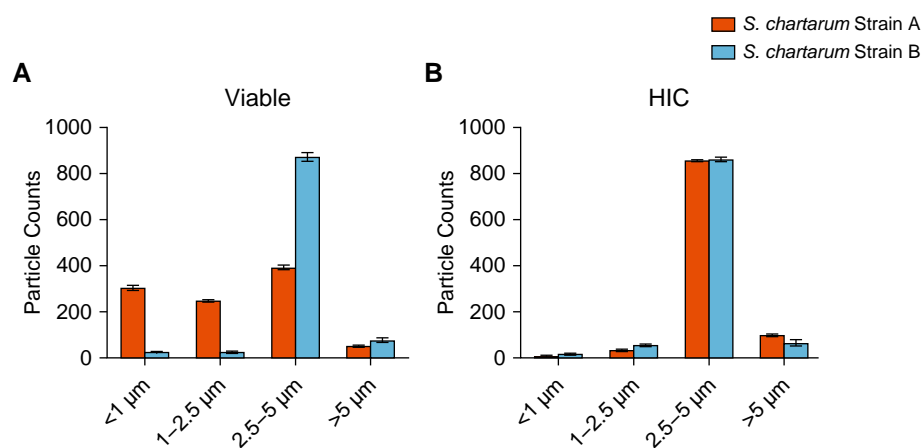 S. chartarum Strain A
S. chartarum Strain B
A
Viable
Particle Counts
1000
800
600
400
200
0
<1 µm
1–2.5 µm
2.5–5 µm
>5 µm
B
HIC
Particle Counts
1000
800
600
400
200
0
<1 µm
1–2.5 µm
2.5–5 µm
>5 µm